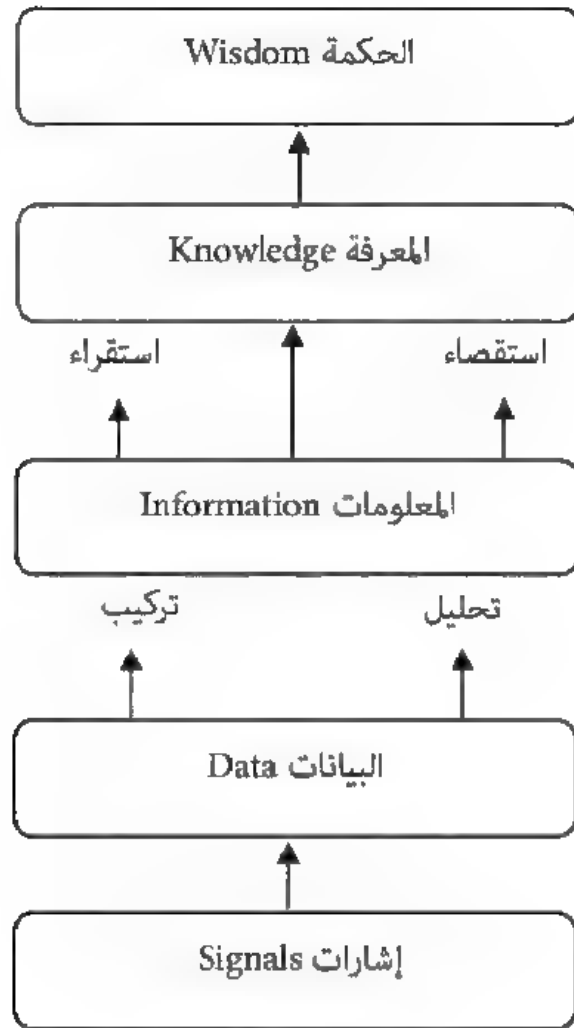 الحكمة Wisdom
المعرفة Knowledge
استقصاء استقراء
المعلومات Information
تحليل تركيب
البيانات Data
إشارات Signals